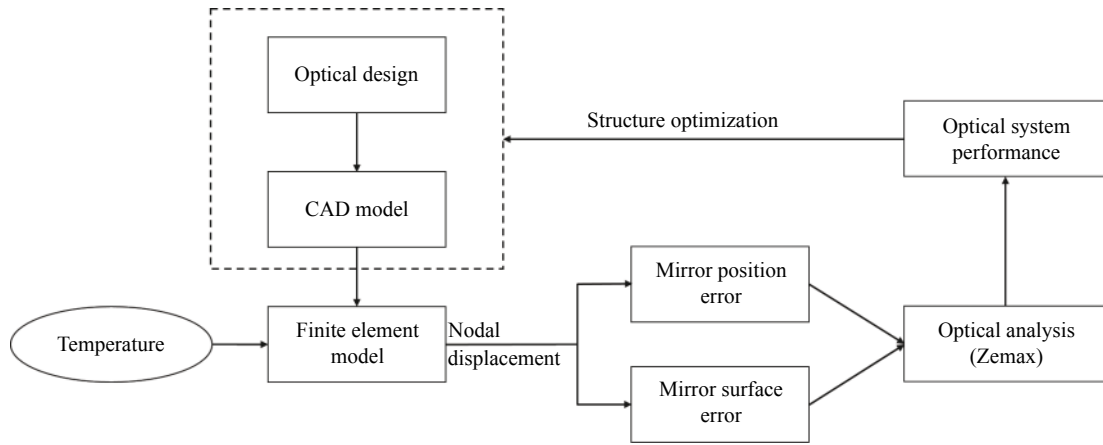 Optical design
CAD model
Structure optimization
Optical system
performance
Temperature
Finite element
model
Nodal
displacement
Mirror position
error
Mirror surface
error
Optical analysis
(Zemax)